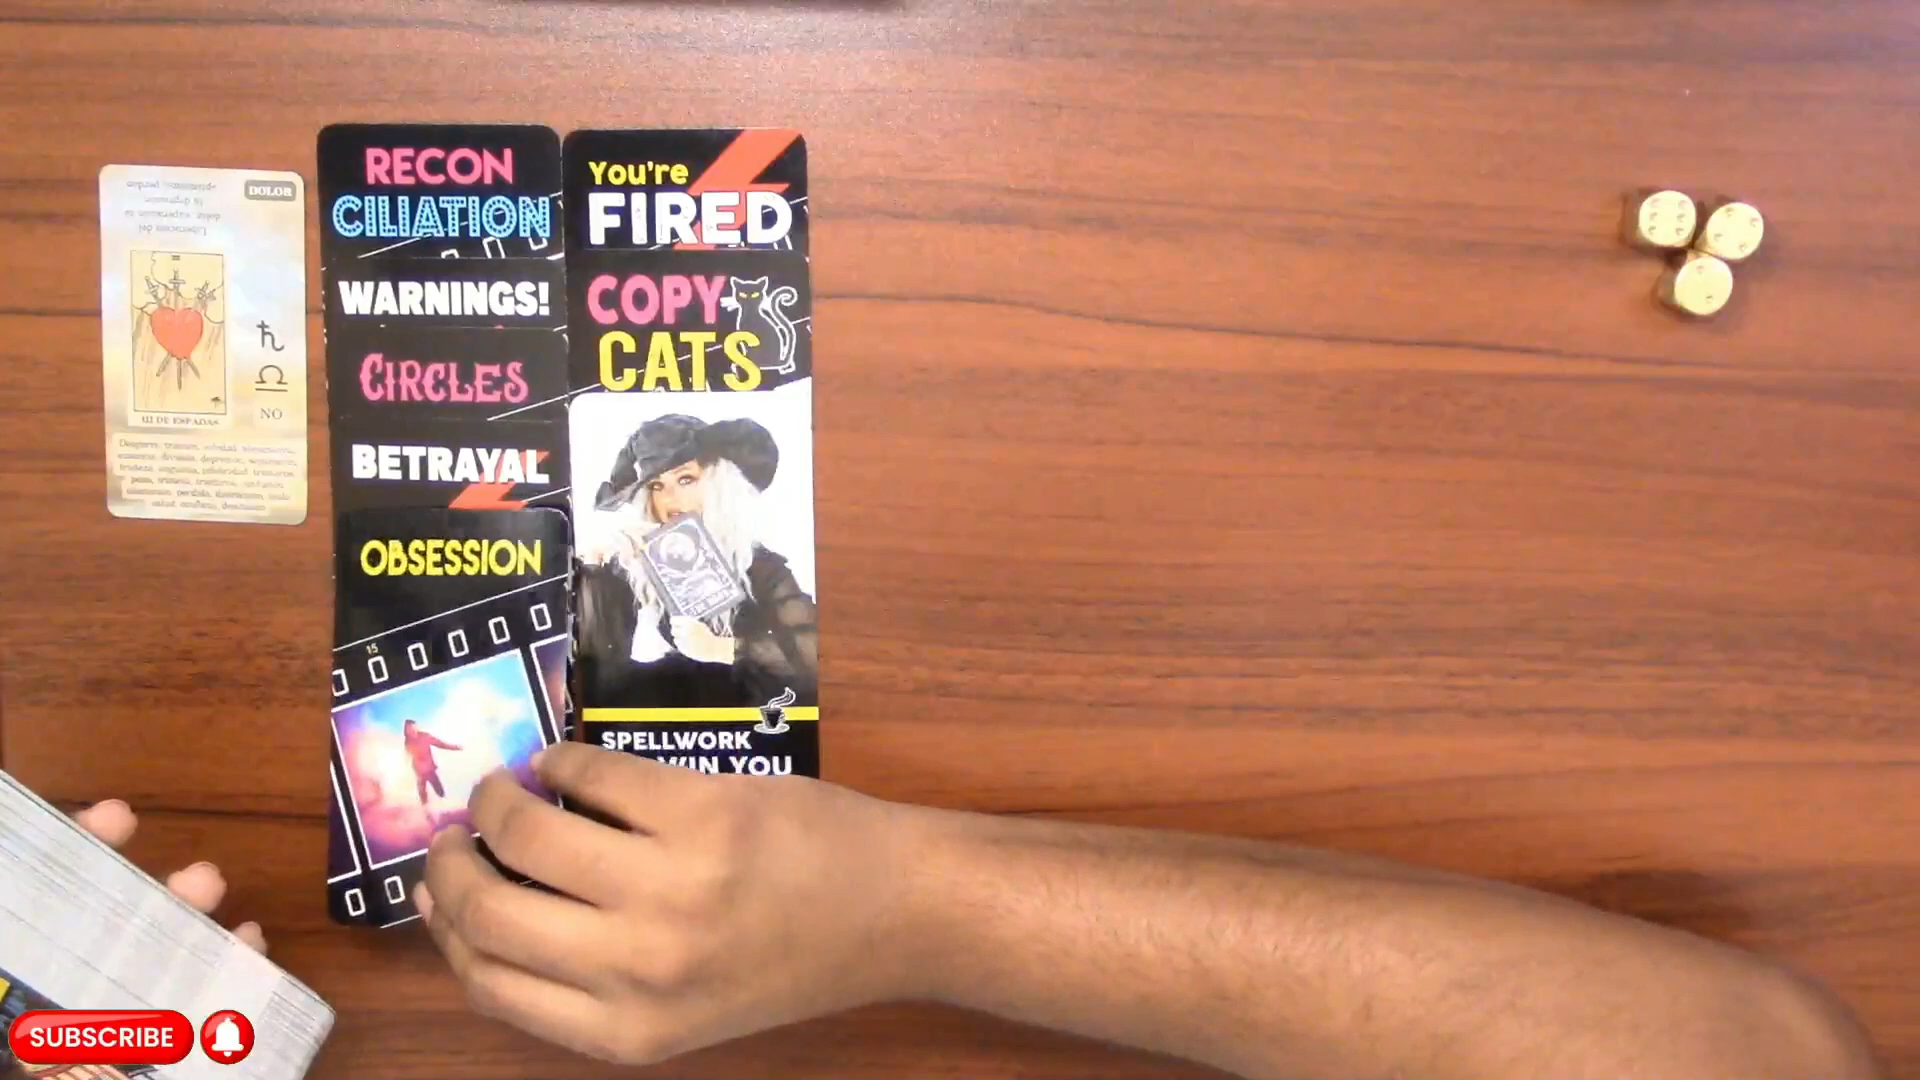 DOLOR
III DE ESPADAS
NO
RECON
CILIATION
WARNINGS!
CIRCLES
BETRAYAL
OBSESSION
15
You're
FIRED
COPY
CATS
SPELLWORK
WIN YOU
SUBSCRIBE